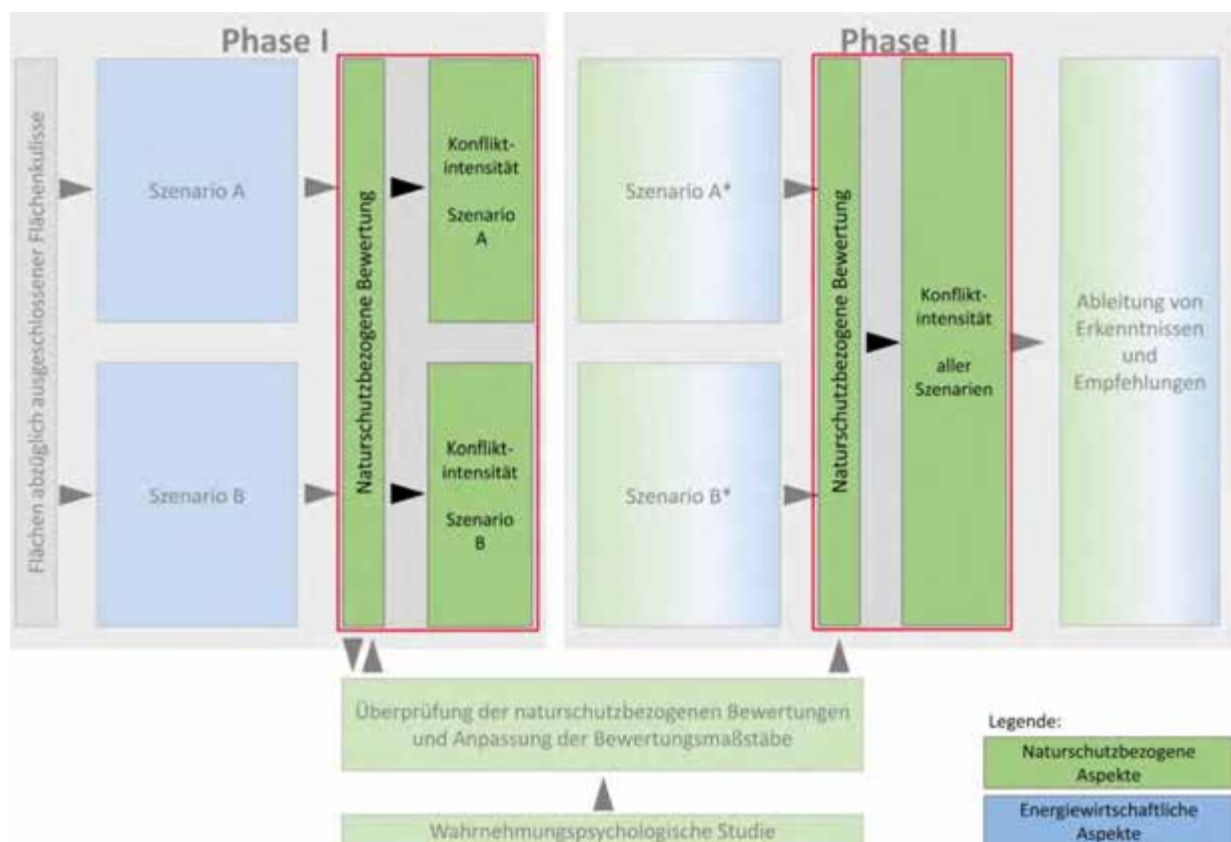 Phase I
Phase II
Flächen abzüglich ausgeschlossener Flächenkulisse
Szenario A
Szenario B
Naturschutzbezogene Bewertung
Konflikt-
intensität
Szenario
A
Konflikt-
intensität
Szenario
B
Szenario A*
Szenario B*
Naturschutzbezogene Bewertung
Konflikt-
intensität
aller
Szenarien
Ableitung von
Erkenntnissen
und
Empfehlungen
Überprüfung der naturschutzbezogenen Bewertungen
und Anpassung der Bewertungsmaßstäbe
Wahrnehmungspsychologische Studie
Legende:
Naturschutzbezogene
Aspekte
Energiewirtschaftliche
Aspekte